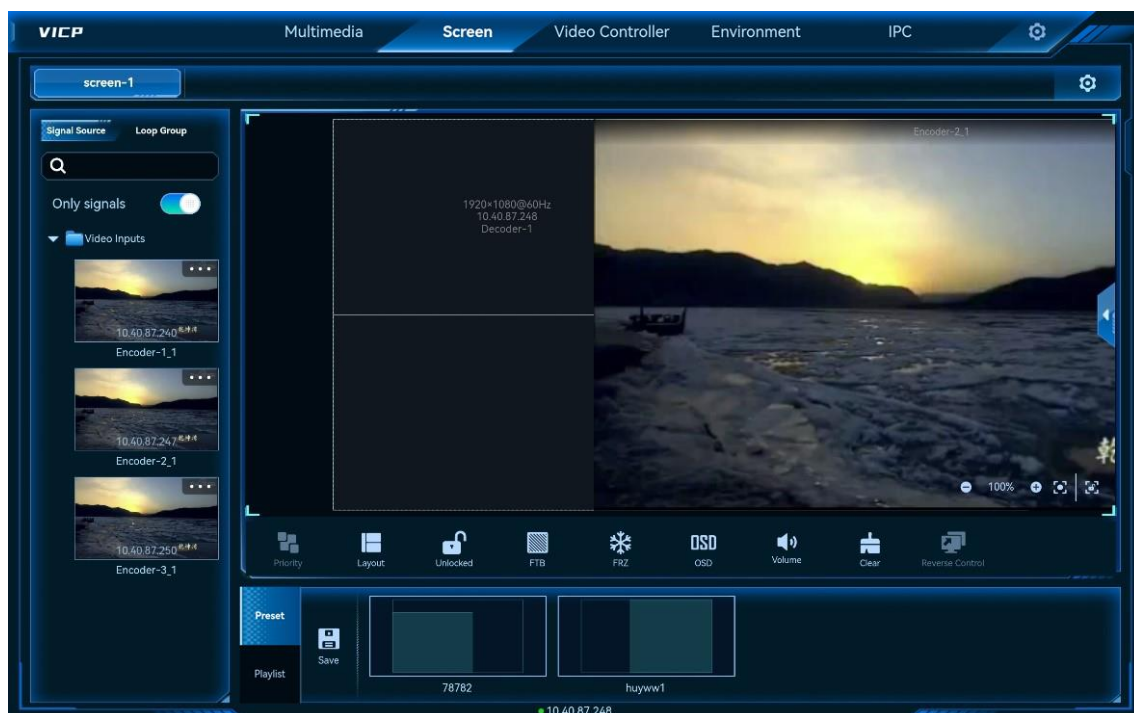 VICP
Multimedia
Screen
Video Controller
Environment
IPC
screen-1
Signal Source
Loop Group
Only signals
Video Inputs
10.40.87.240
Encoder-1_1
10.40.87.247
Encoder-2_1
10.40.87.250
Encoder-3_1
Encoder-2_1
1920×1080@60Hz
10.40.87.248
Decoder-1
100%
Priority
Layout
Unlocked
FTB
FRZ
OSD
OSD
Volume
Clear
Reverse Control
Preset
Playlist
Save
78782
huyww1
10.40.87.248